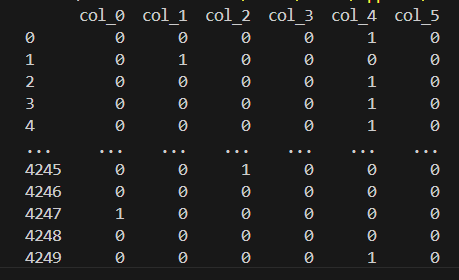 col_0 col_1 col_2 col_3 col_4 col_5
0 0 0 0 0 1 0
1 0 1 0 0 0 0
2 0 0 0 0 1 0
3 0 0 0 0 1 0
4 0 0 0 0 1 0
... ... ... ... ... ... ...
4245 0 0 1 0 0 0
4246 0 0 0 0 0 0
4247 1 0 0 0 0 0
4248 0 0 0 0 0 0
4249 0 0 0 0 1 0